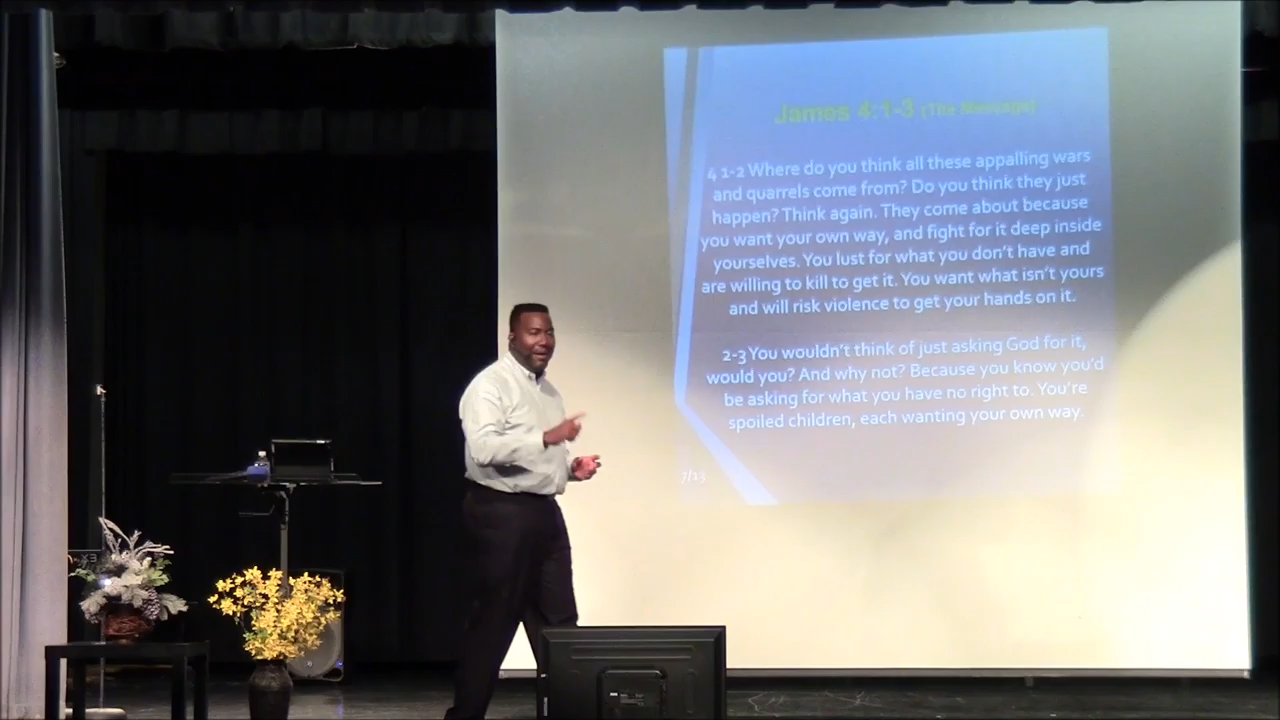 James 4:1-3 (The Message)
4 1-2 Where do you think all these appalling wars
and quarrels come from? Do you think they just
happen? Think again. They come about because
you want your own way, and fight for it deep inside
yourselves. You lust for what you don't have and
are willing to kill to get it. You want what isn't yours
and will risk violence to get your hands on it.
2-3 You wouldn't think of just asking God for it,
would you? And why not? Because you know you'd
be asking for what you have no right to. You're
spoiled children, each wanting your own way.
7/13